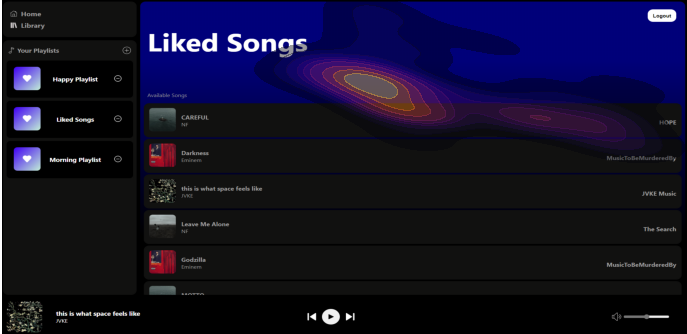 Home
Library
Your Playlists
Happy Playlist
Liked Songs
Morning Playlist
Logout
Liked Songs
Available Songs
CAREFUL
NF
HOPE
Darkness
Eminem
MusicToBeMurderedBy
this is what space feels like
JVKE
JVKE Music
Leave Me Alone
NF
The Search
Godzilla
Eminem
MusicToBeMurderedBy
MOTTO
this is what space feels like
JVKE